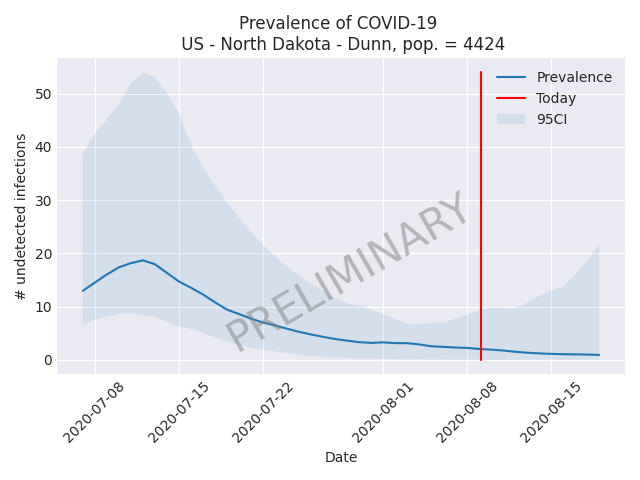 Prevalence of COVID-19
US - North Dakota - Dunn, pop. = 4424
Prevalence
Today
95CI
PRELIMINARY
# undetected infections
50
40
30
20
10
0
2020-07-08
2020-07-15
2020-07-22
2020-08-01
2020-08-08
2020-08-15
Date